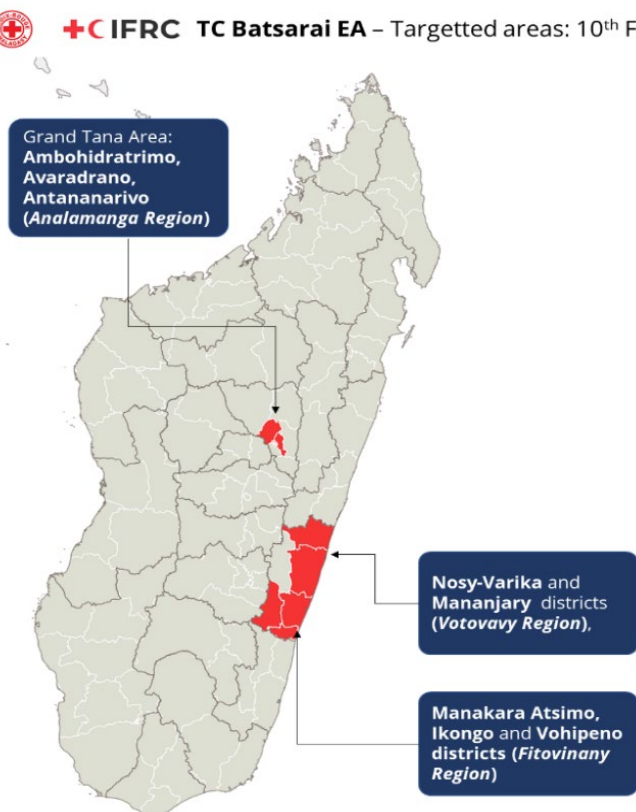 IFRC TC Batsarai EA – Targetted areas: 10th F
Grand Tana Area:
Ambohidratrimo,
Avaradrano,
Antananarivo
(Analamanga Region)
Nosy-Varika and
Mananjary districts
(Votovavy Region),
Manakara Atsimo,
Ikongo and Vohipeno
districts (Fitovinany
Region)